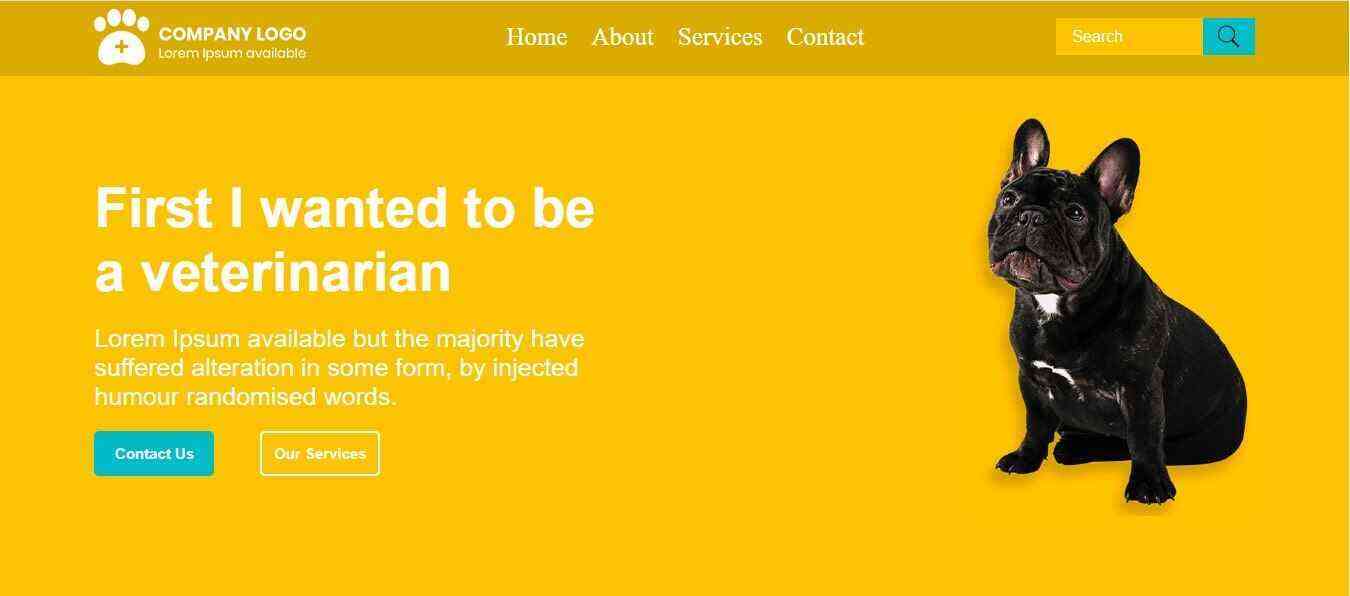 COMPANY LOGO
Lorem Ipsum available
Home About Services Contact
Search
First I wanted to be
a veterinarian
Lorem Ipsum available but the majority have
suffered alteration in some form, by injected
humour randomised words.
Contact Us
Our Services